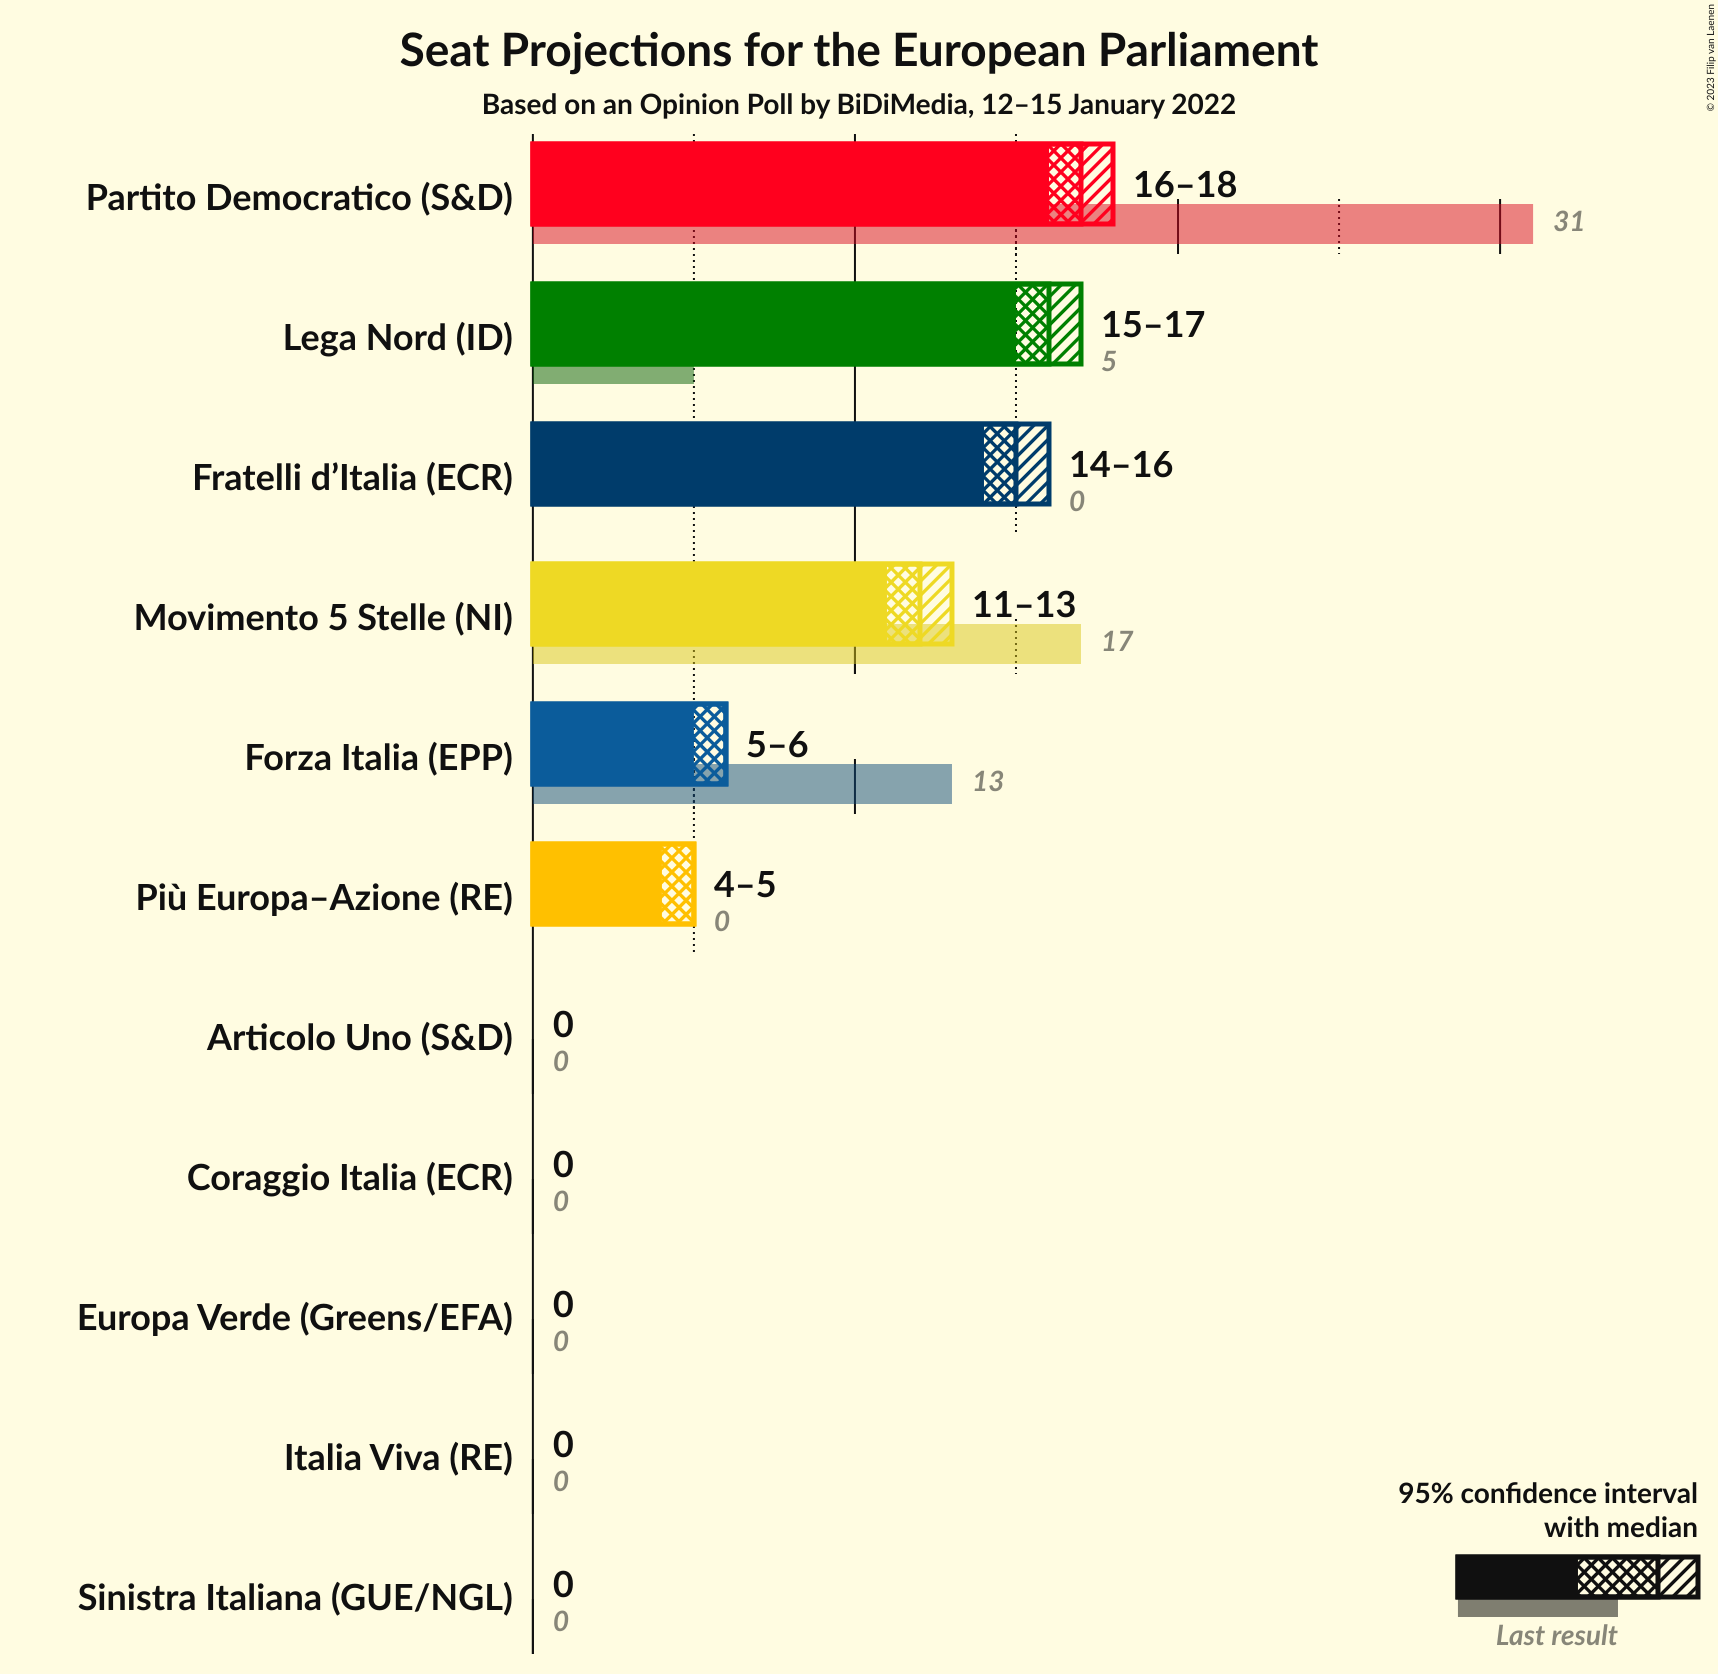 Seat Projections for the European Parliament
Based on an Opinion Poll by BiDiMedia, 12–15 January 2022
© 2023 Filip van Laenen
Partito Democratico (S&D)
16–18
31
Lega Nord (ID)
15–17
5
Fratelli d’Italia (ECR)
14–16
0
Movimento 5 Stelle (NI)
11–13
17
Forza Italia (EPP)
5–6
13
Più Europa–Azione (RE)
4–5
0
Articolo Uno (S&D)
0
0
Coraggio Italia (ECR)
0
0
Europa Verde (Greens/EFA)
0
0
Italia Viva (RE)
0
0
Sinistra Italiana (GUE/NGL)
0
0
95% confidence interval
with median
Last result